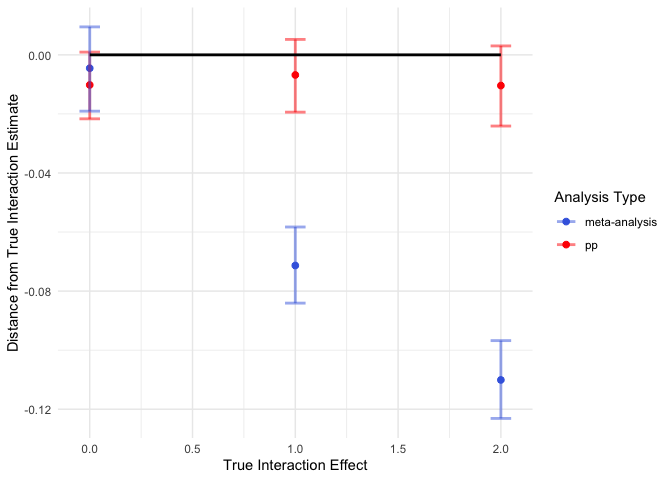 0.00
-0.04
-0.08
-0.12
Distance from True Interaction Estimate
0.0
0.5
1.0
1.5
2.0
True Interaction Effect
Analysis Type
meta-analysis
pp